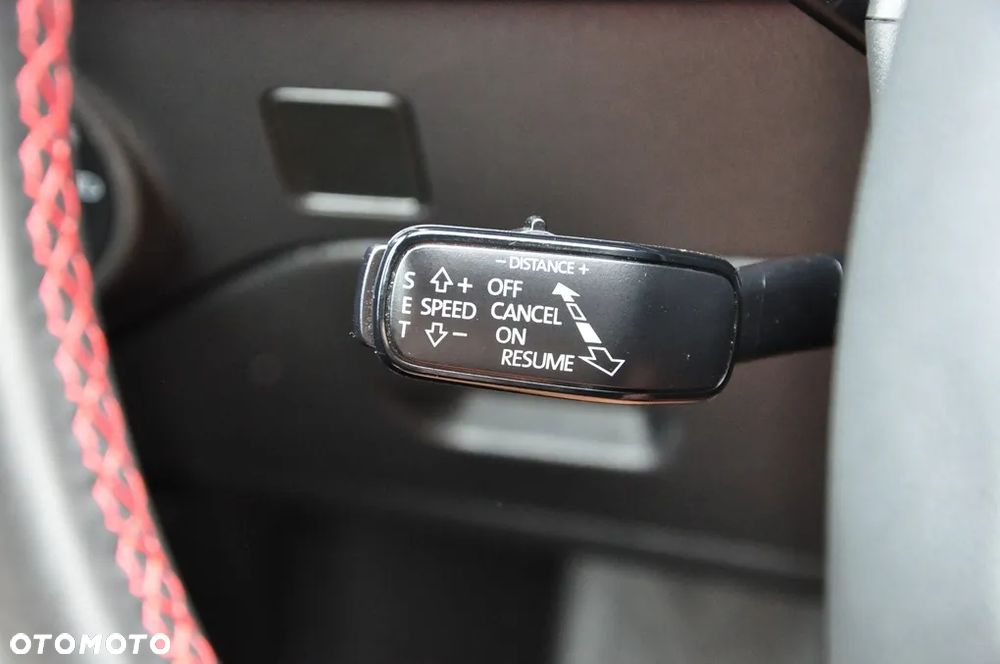 - DISTANCE +
S + OFF
E SPEED CANCEL
T - ON
RESUME
OTOMOTO